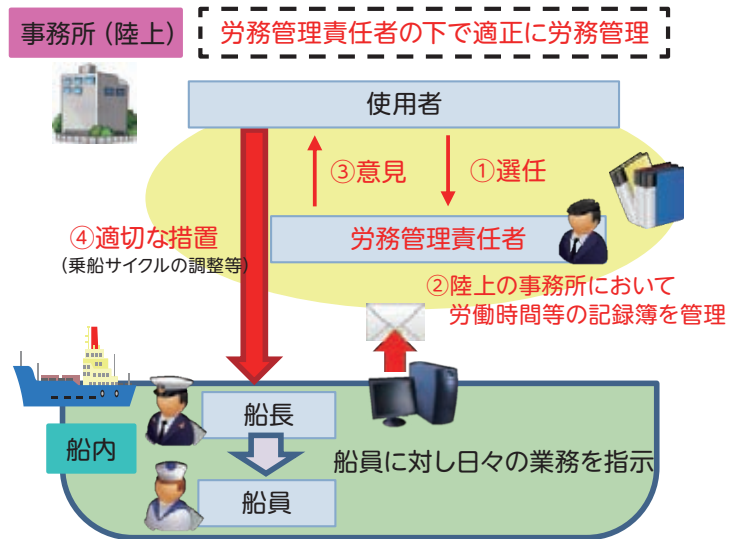 事務所（陸上）
労務管理責任者の下で適正に労務管理
使用者
③意見
①選任
労務管理責任者
④適切な措置
(乗船サイクルの調整等)
②陸上の事務所において
労働時間等の記録簿を管理
船長
船内
船員に対し日々の業務を指示
船員